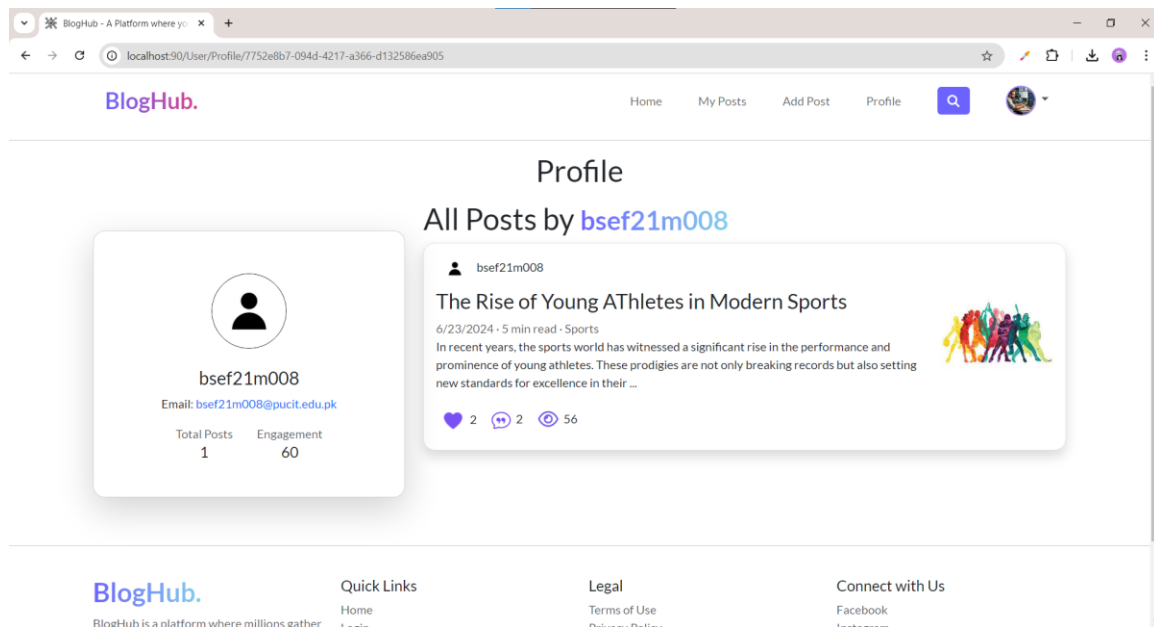 BlogHub - A Platform where yo
localhost:90/User/Profile/7752e8b7-094d-4217-a366-d132586ea905
BlogHub.
Home
My Posts
Add Post
Profile
Profile
bsef21m008
Email: bsef21m008@pucit.edu.pk
Total Posts
Engagement
1
60
All Posts by bsef21m008
bsef21m008
The Rise of Young AThletes in Modern Sports
6/23/2024 · 5 min read · Sports
In recent years, the sports world has witnessed a significant rise in the performance and
prominence of young athletes. These prodigies are not only breaking records but also setting
new standards for excellence in their ...
2
2
56
BlogHub.
BlogHub is a platform where millions gather
Quick Links
Home
Login
Legal
Terms of Use
Privacy Policy
Connect with Us
Facebook
Instagram